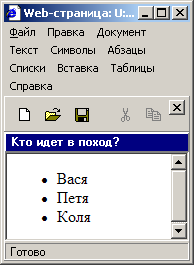 Web-страница: U:...
Файл Правка Документ
Текст Символы Абзацы
Списки Вставка Таблицы
Справка
Кто идет в поход?
• Вася
• Петя
• Коля
Готово